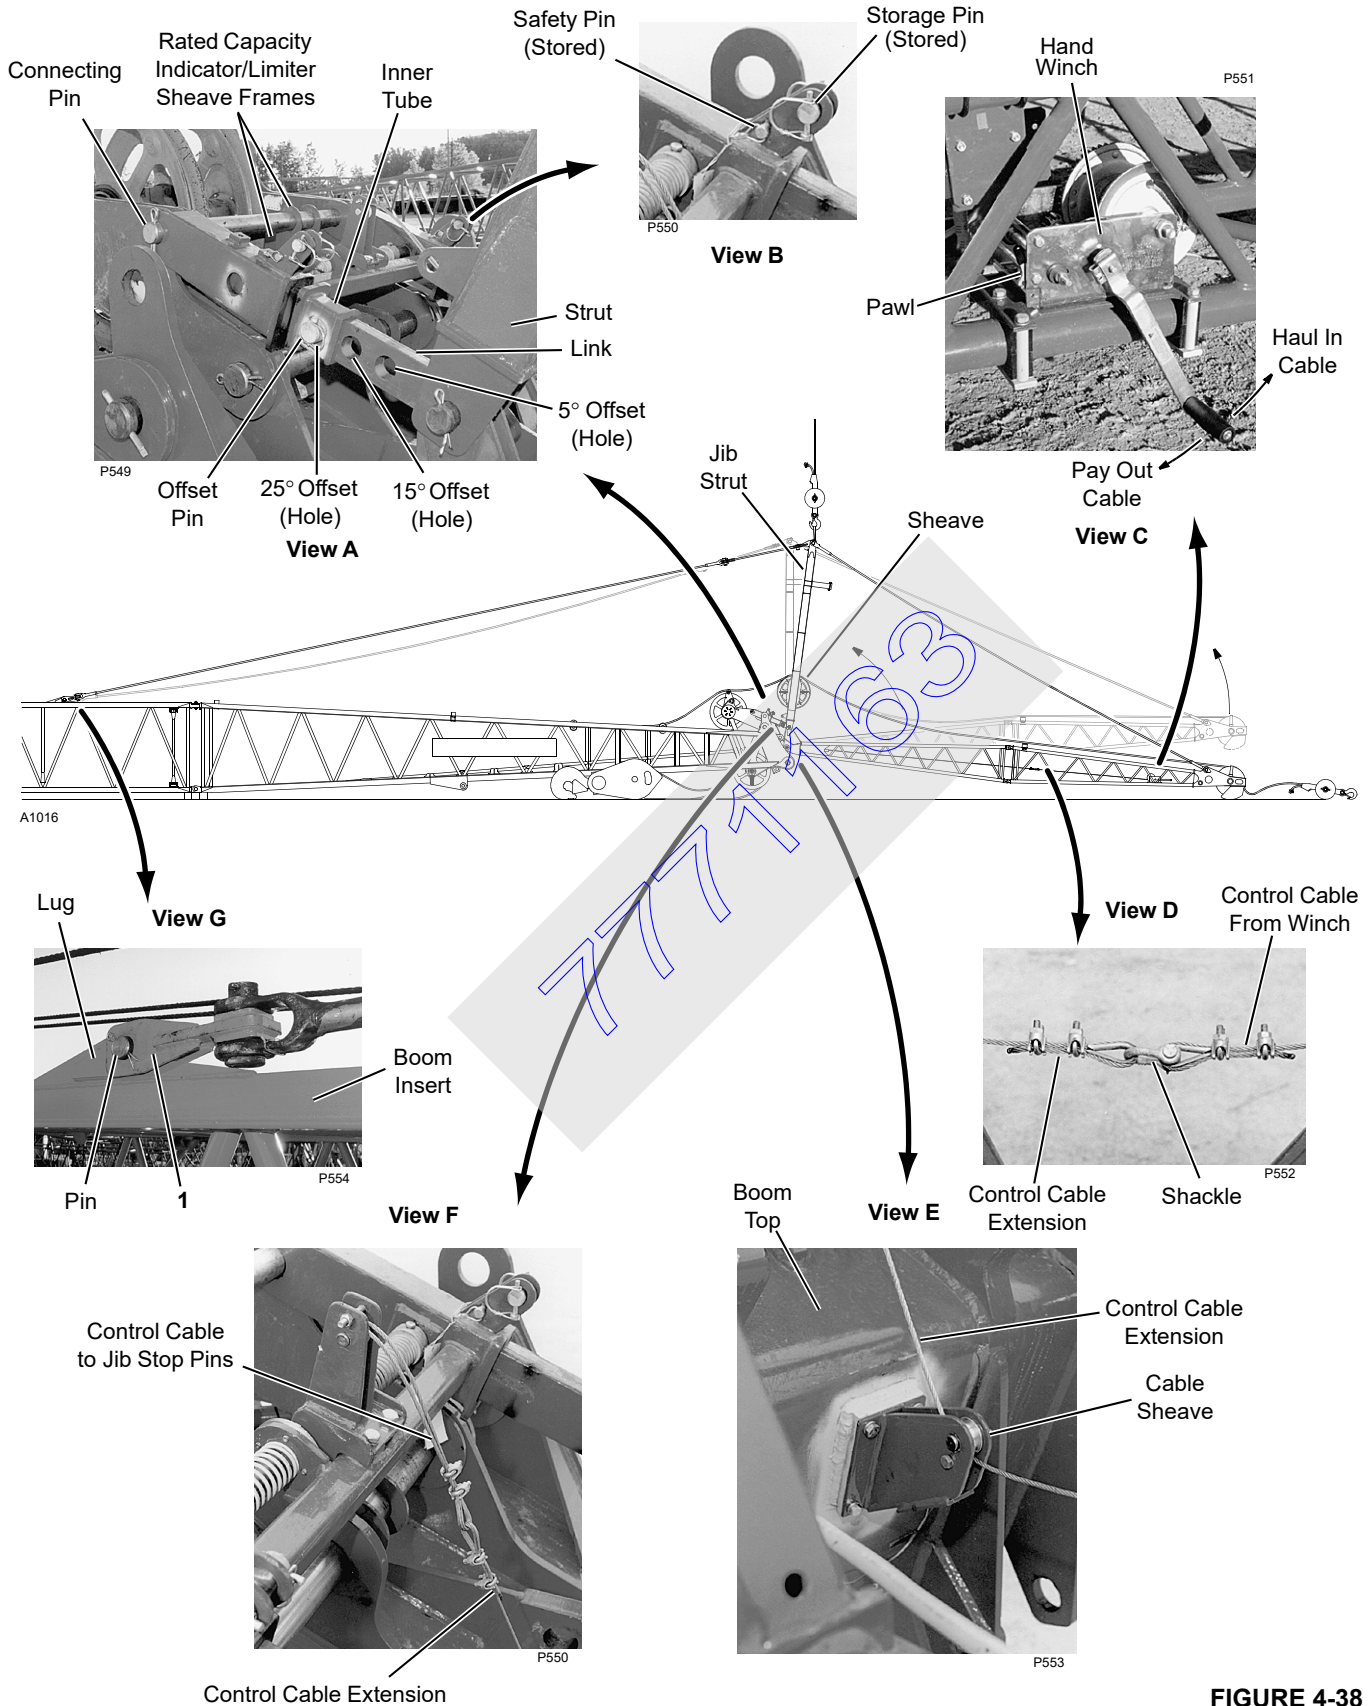 Safety Pin
(Stored)
Storage Pin
(Stored)
Rated Capacity
Indicator/Limiter
Sheave Frames
Connecting
Pin
Inner
Tube
Hand
Winch
P551
P550
View B
Pawl
Strut
Link
Haul In
Cable
5° Offset
(Hole)
P549
Offset
Pin
25° Offset
(Hole)
15° Offset
(Hole)
View A
Jib
Strut
Pay Out
Cable
View C
Sheave
7771163
A1016
Lug
View G
View D
Control Cable
From Winch
Boom
Insert
P554
Pin
1
P552
Control Cable
Extension
Shackle
View F
Boom
Top
View E
Control Cable
to Jib Stop Pins
Control Cable
Extension
Cable
Sheave
P550
P553
Control Cable Extension
FIGURE 4-38